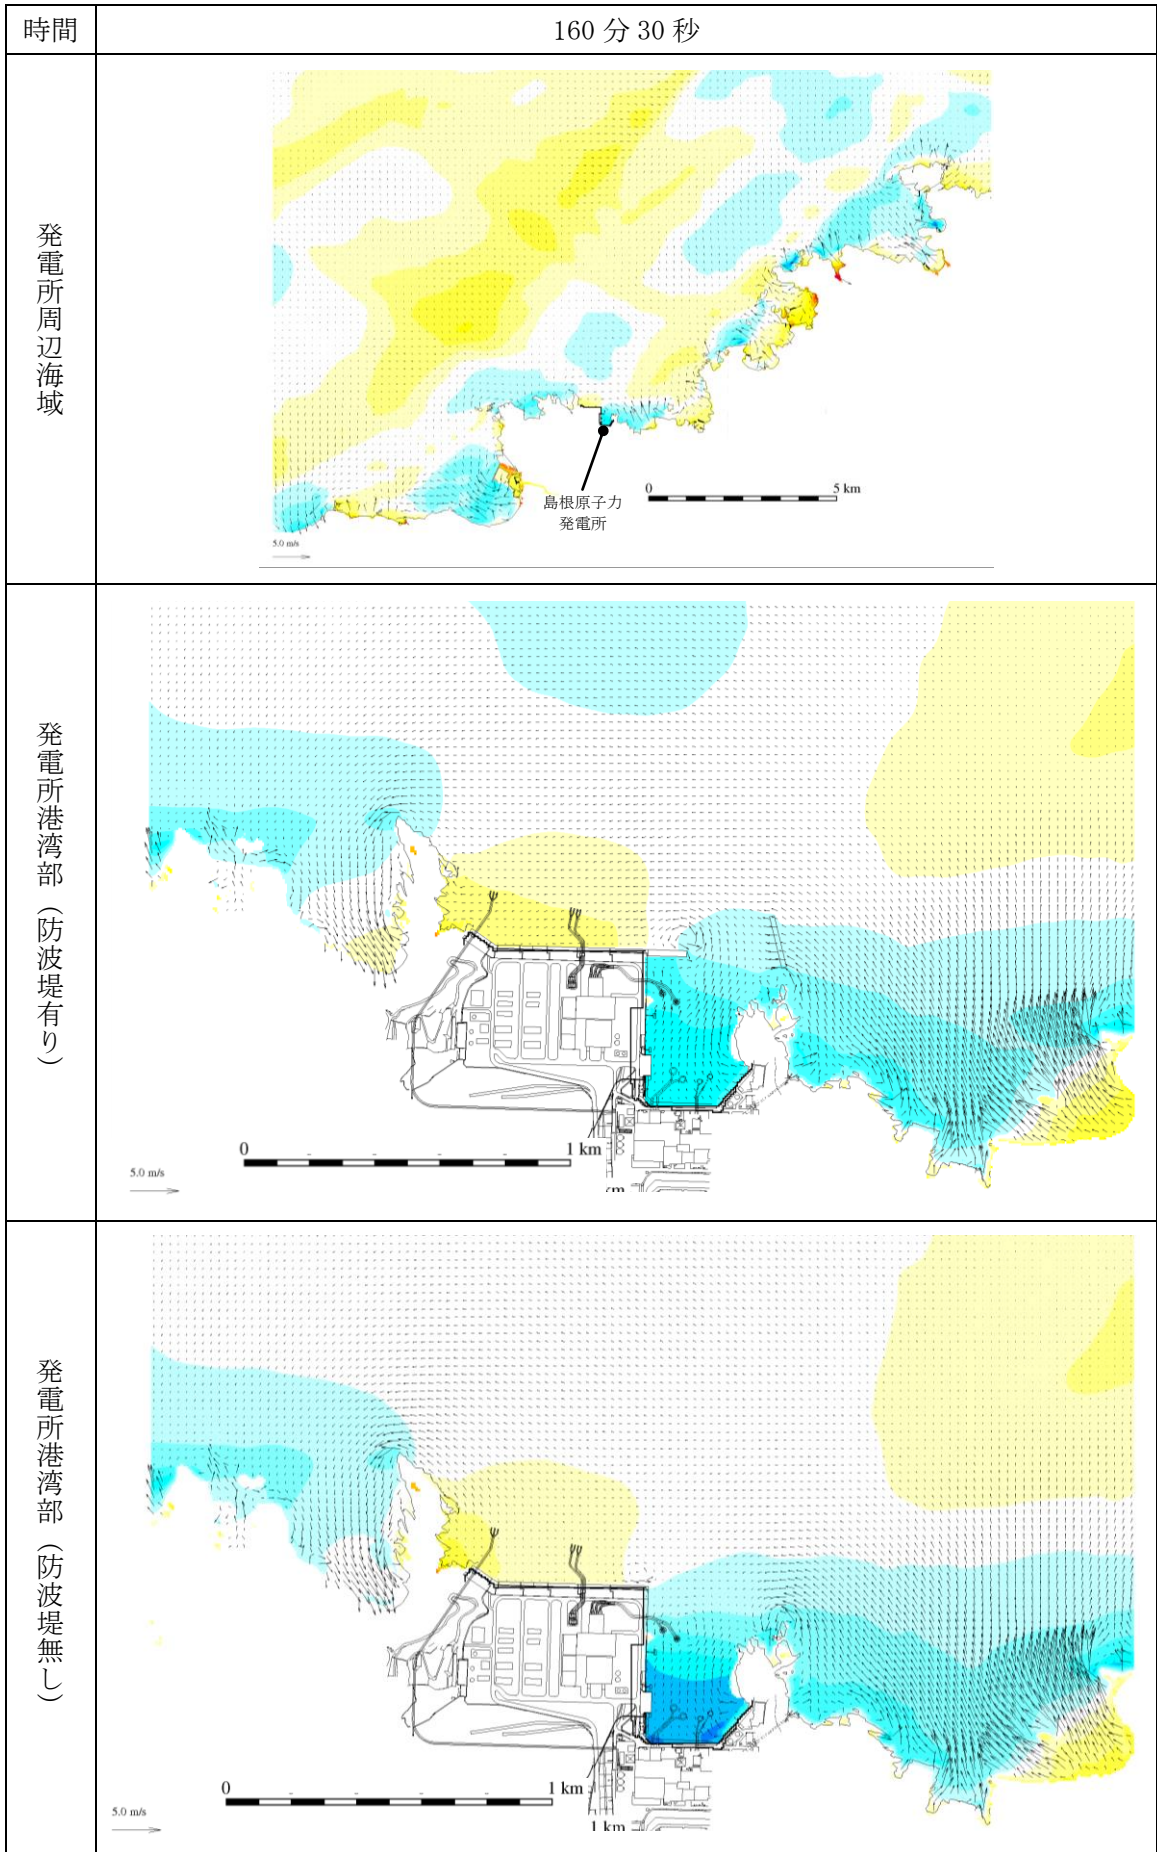 時間
160 分 30 秒
発電所周辺海域
島根原子力
発電所
0 5 km
5.0 m/s
発電所港湾部（防波堤有り）
0 1 km
5.0 m/s
発電所港湾部（防波堤無し）
0 1 km
5.0 m/s
1 km